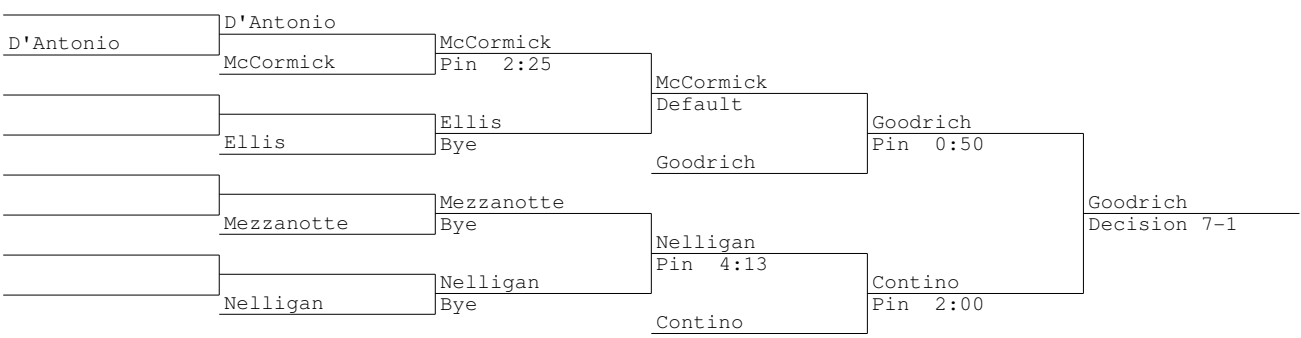 D'Antonio
D'Antonio
McCormick
McCormick
Pin 2:25
McCormick
Default
Ellis
Ellis
Bye
Goodrich
Goodrich
Pin 0:50
Mezzanotte
Mezzanotte
Bye
Goodrich
Decision 7-1
Nelligan
Pin 4:13
Nelligan
Nelligan
Bye
Contino
Pin 2:00
Contino